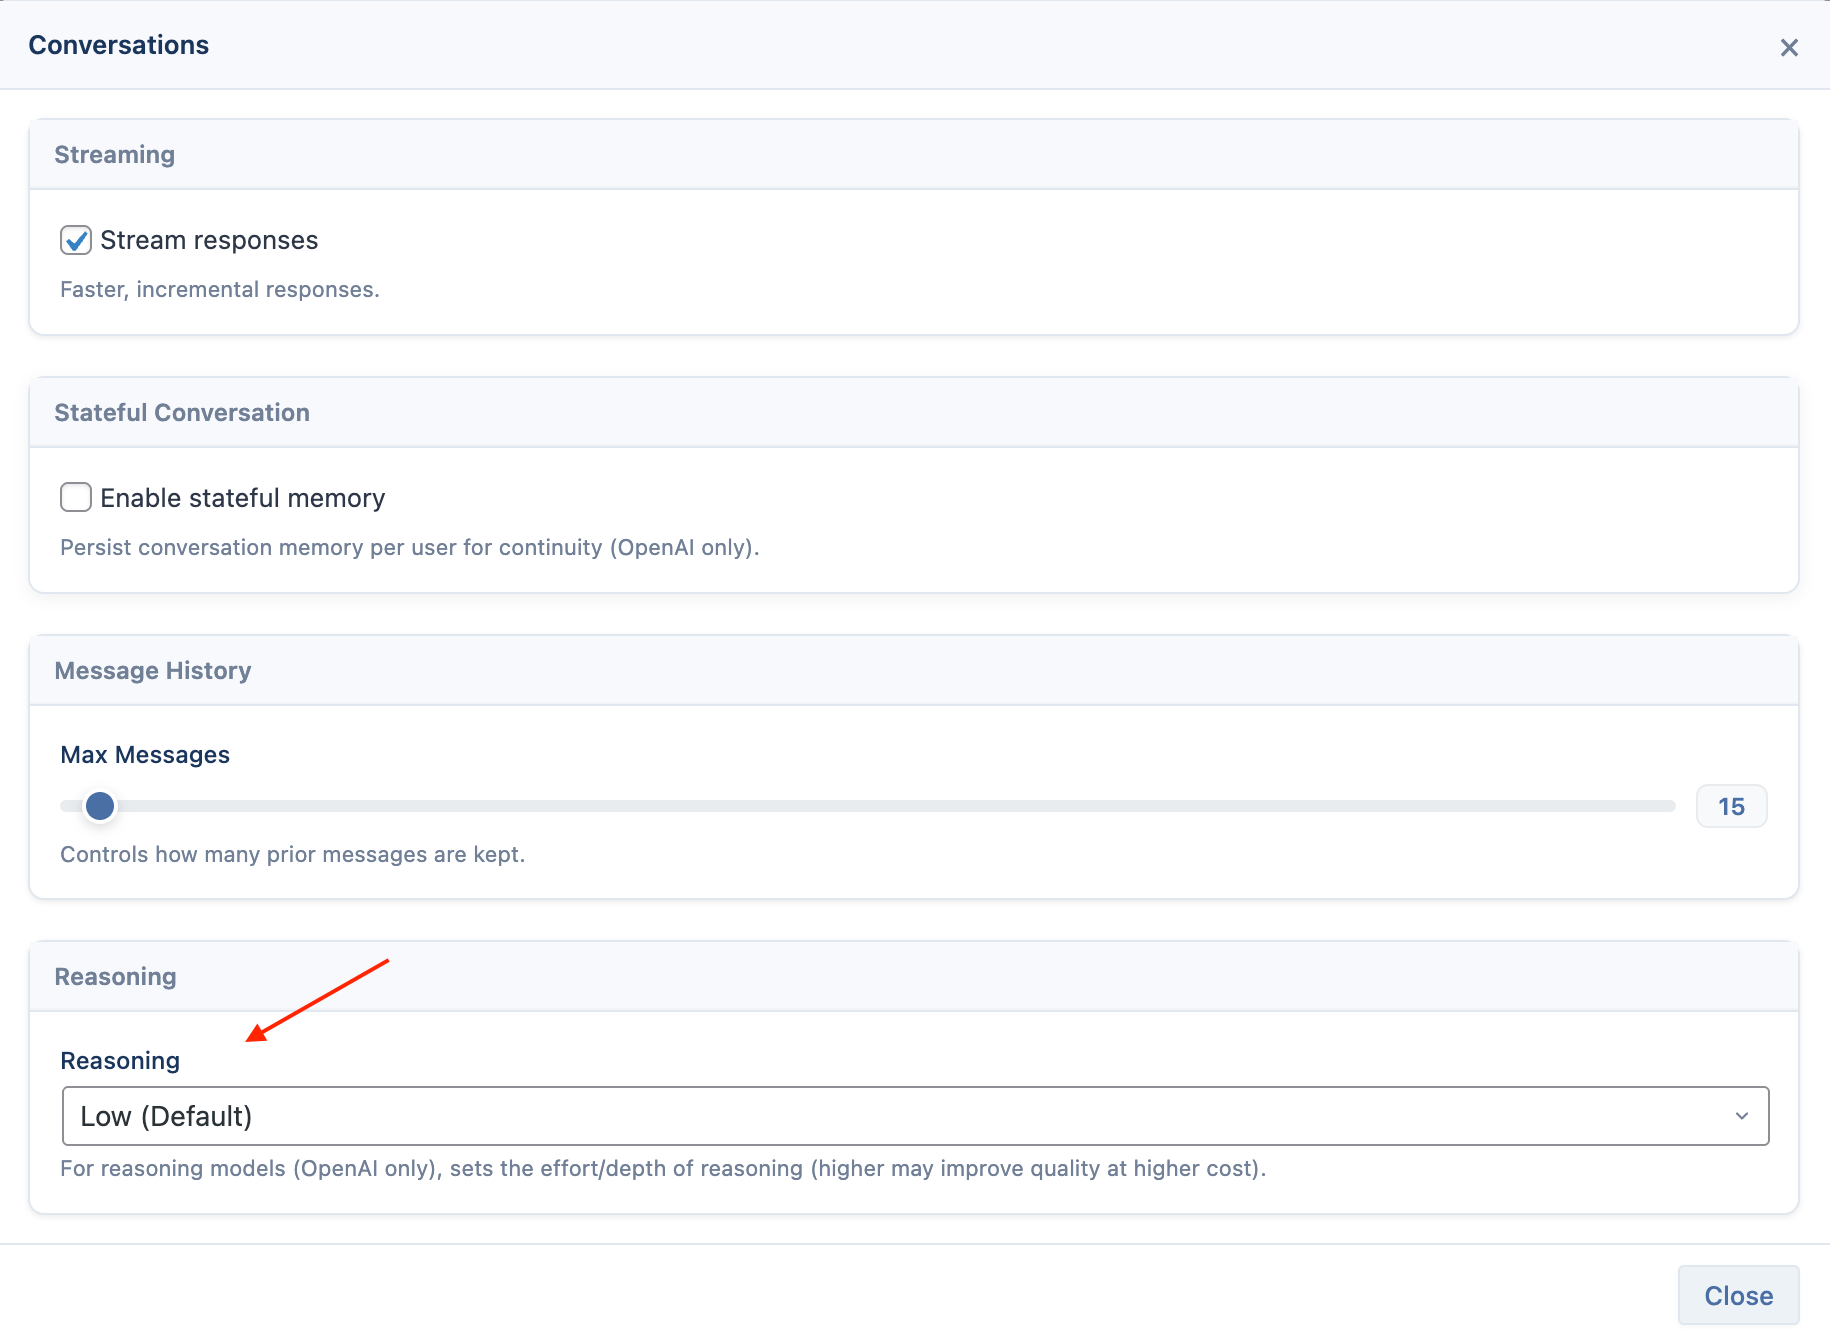 Conversations
Streaming
Stream responses
Faster, incremental responses.
Stateful Conversation
Enable stateful memory
Persist conversation memory per user for continuity (OpenAI only).
Message History
Max Messages
15
Controls how many prior messages are kept.
Reasoning
Reasoning
Low (Default)
For reasoning models (OpenAI only), sets the effort/depth of reasoning (higher may improve quality at higher cost).
Close